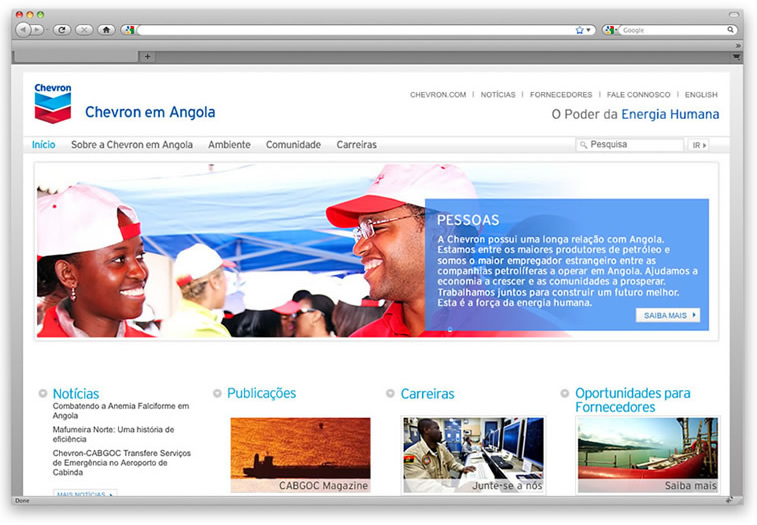 Google
Chevron
Chevron em Angola
CHEVRON.COM | NOTÍCIAS | FORNECEDORES | FALE CONNOSCO | ENGLISH
O Poder da Energia Humana
Início Sobre a Chevron em Angola Ambiente Comunidade Carreiras Pesquisa IR
PESSOAS
A Chevron possui uma longa relação com Angola.
Estamos entre os maiores produtores de petróleo e
somos o maior empregador estrangeiro entre as
companhias petrolíferas a operar em Angola. Ajudamos a
economia a crescer e as comunidades a prosperar.
Trabalhamos juntos para construir um futuro melhor.
Esta é a força da energia humana.
SAIBA MAIS
Notícias
Combatendo a Anemia Falciforme em
Angola
Mafumeira Norte: Uma história de
eficiência
Chevron-CABGOC Transfere Serviços
de Emergência no Aeroporto de
Cabinda
MAIS NOTÍCIAS
Publicações
CABGOC Magazine
Carreiras
Junte-se a nós
Oportunidades para
Fornecedores
Saiba mais
Done